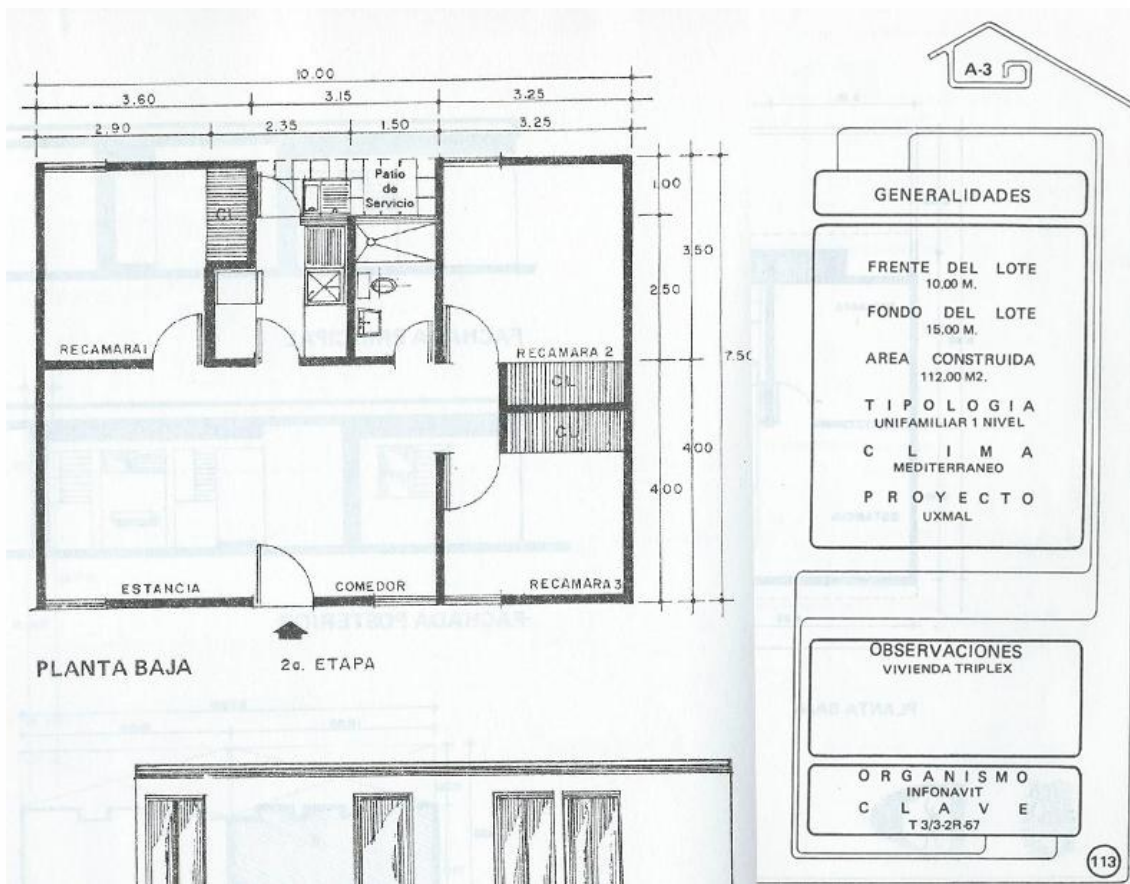 10.00
3.60 3.15 3.25
2.90 2.35 1.50 3.25
Patio
de
Servicio
CL
RECAMARA 1
RECAMARA 2
CL
CL
ESTANCIA
COMEDOR
RECAMARA 3
1.00
3.50
2.50
7.50
4.00
4.00
PLANTA BAJA
2a. ETAPA
A-3
GENERALIDADES
FRENTE DEL LOTE
10.00 M.
FONDO DEL LOTE
15.00 M.
AREA CONSTRUIDA
112.00 M2.
TIPOLOGIA
UNIFAMILIAR 1 NIVEL
CLIMA
MEDITERRANEO
PROYECTO
UXMAL
OBSERVACIONES
VIVIENDA TRIPLEX
ORGANISMO
INFONAVIT
CLAVE
T 3/3-2R-57
113